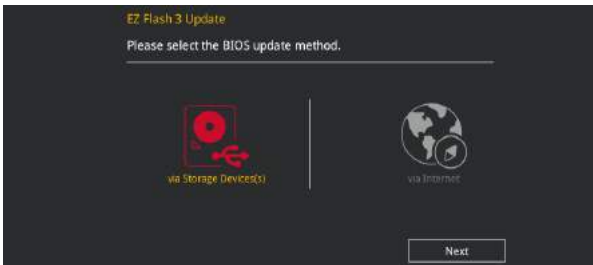 EZ Flash 3 Update
Please select the BIOS update method.
via Storage Devices(s)
via Internet
Next